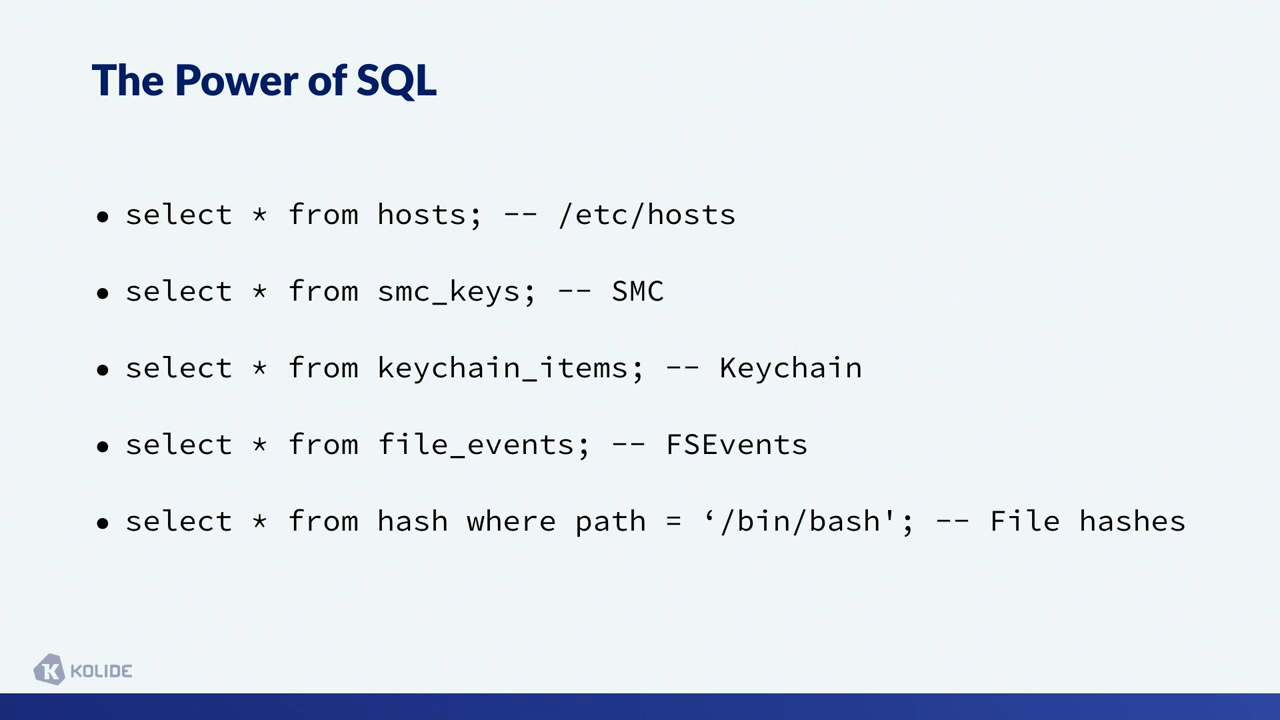 The Power of SQL
• select * from hosts; -- /etc/hosts
• select * from smc_keys; -- SMC
• select * from keychain_items; -- Keychain
• select * from file_events; -- FSEvents
• select * from hash where path = ‘/bin/bash'; -- File hashes
KOLIDE